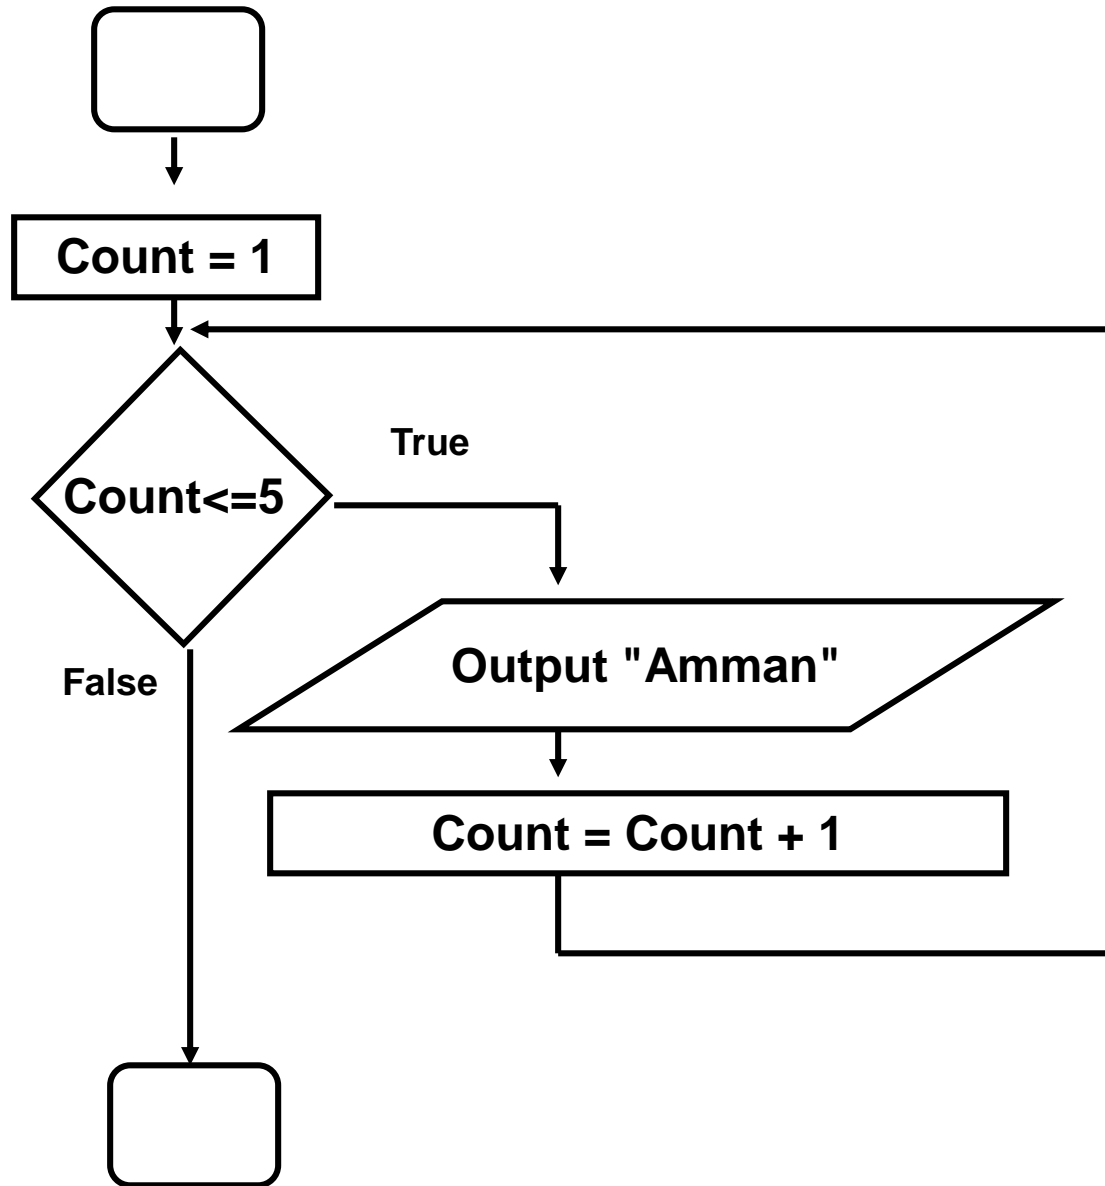 Count = 1
True
Count<=5
Output "Amman"
False
Count = Count + 1